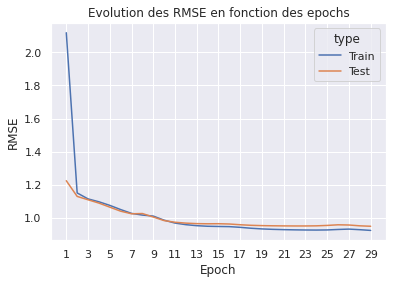 Evolution des RMSE en fonction des epochs
type
Train
Test
RMSE
2.0
1.8
1.6
1.4
1.2
1.0
1 3 5 7 9 11 13 15 17 19 21 23 25 27 29
Epoch